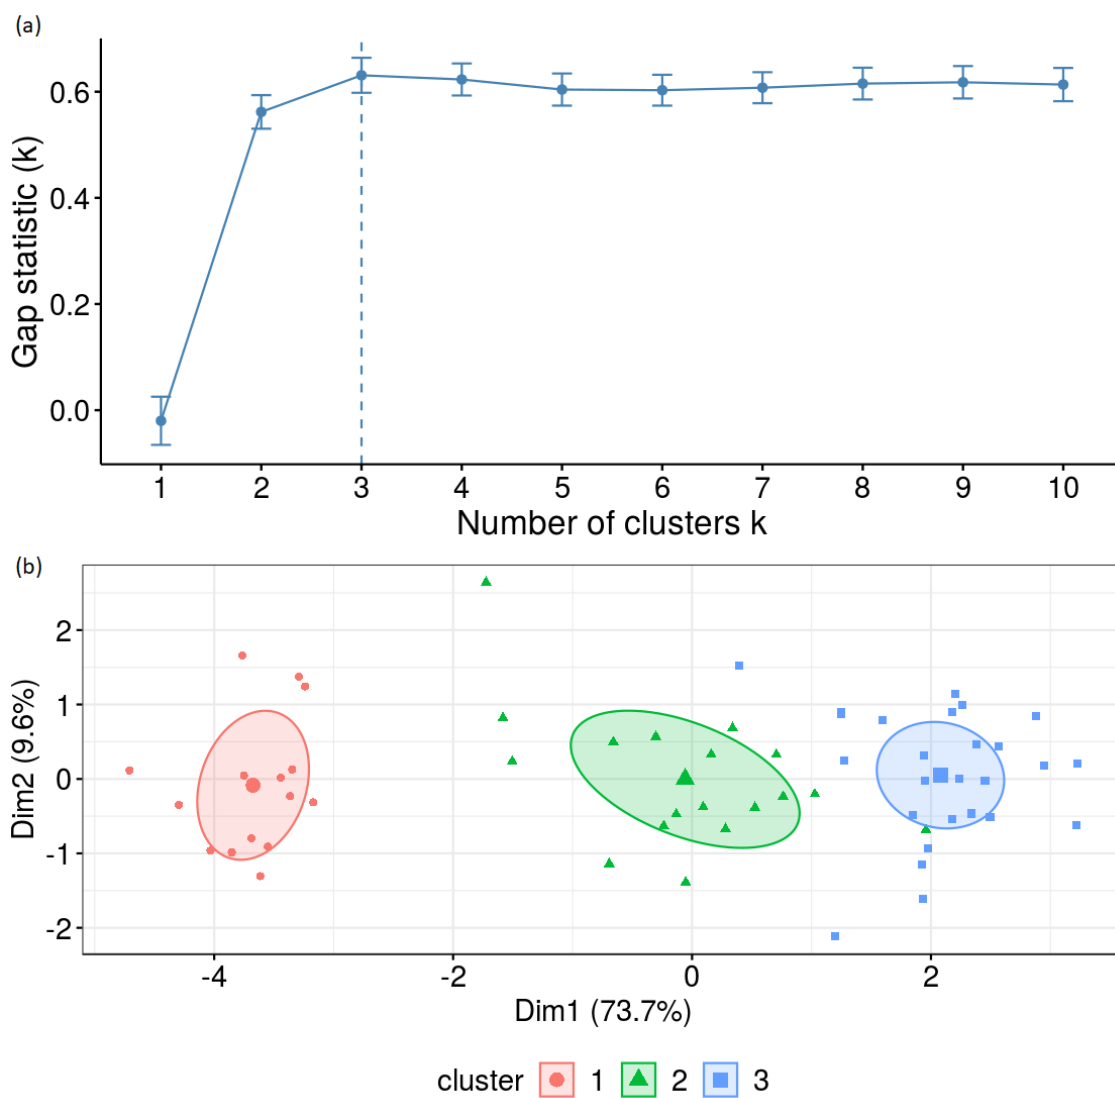 (a)
Gap statistic (k)
0.6
0.4
0.2
0.0
1 2 3 4 5 6 7 8 9 10
Number of clusters k
(b)
Dim2 (9.6%)
2
1
0
-1
-2
-4 -2 0 2
Dim1 (73.7%)
cluster 1 2 3